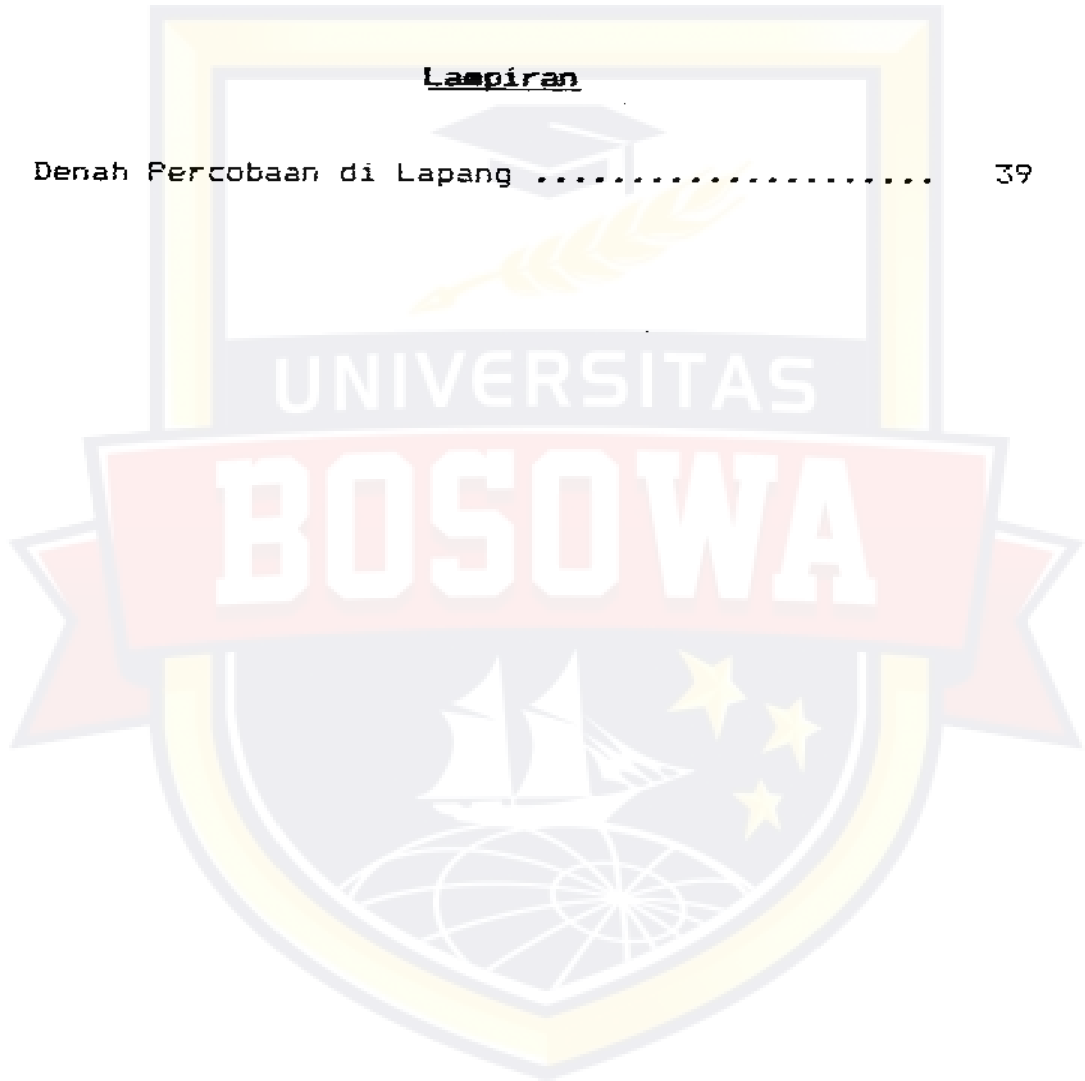 Lampiran
Denah Percobaan di Lapang ..................... 39
UNIVERSITAS
BOSOWA